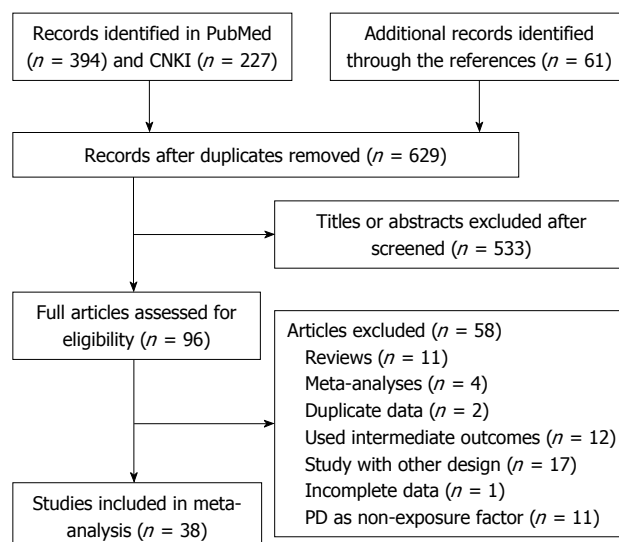 Records identified in PubMed
(n = 394) and CNKI (n = 227)
Additional records identified
through the references (n = 61)
Records after duplicates removed (n = 629)
Titles or abstracts excluded after
screened (n = 533)
Full articles assessed for
eligibility (n = 96)
Articles excluded (n = 58)
Reviews (n = 11)
Meta-analyses (n = 4)
Duplicate data (n = 2)
Used intermediate outcomes (n = 12)
Study with other design (n = 17)
Incomplete data (n = 1)
PD as non-exposure factor (n = 11)
Studies included in meta-
analysis (n = 38)